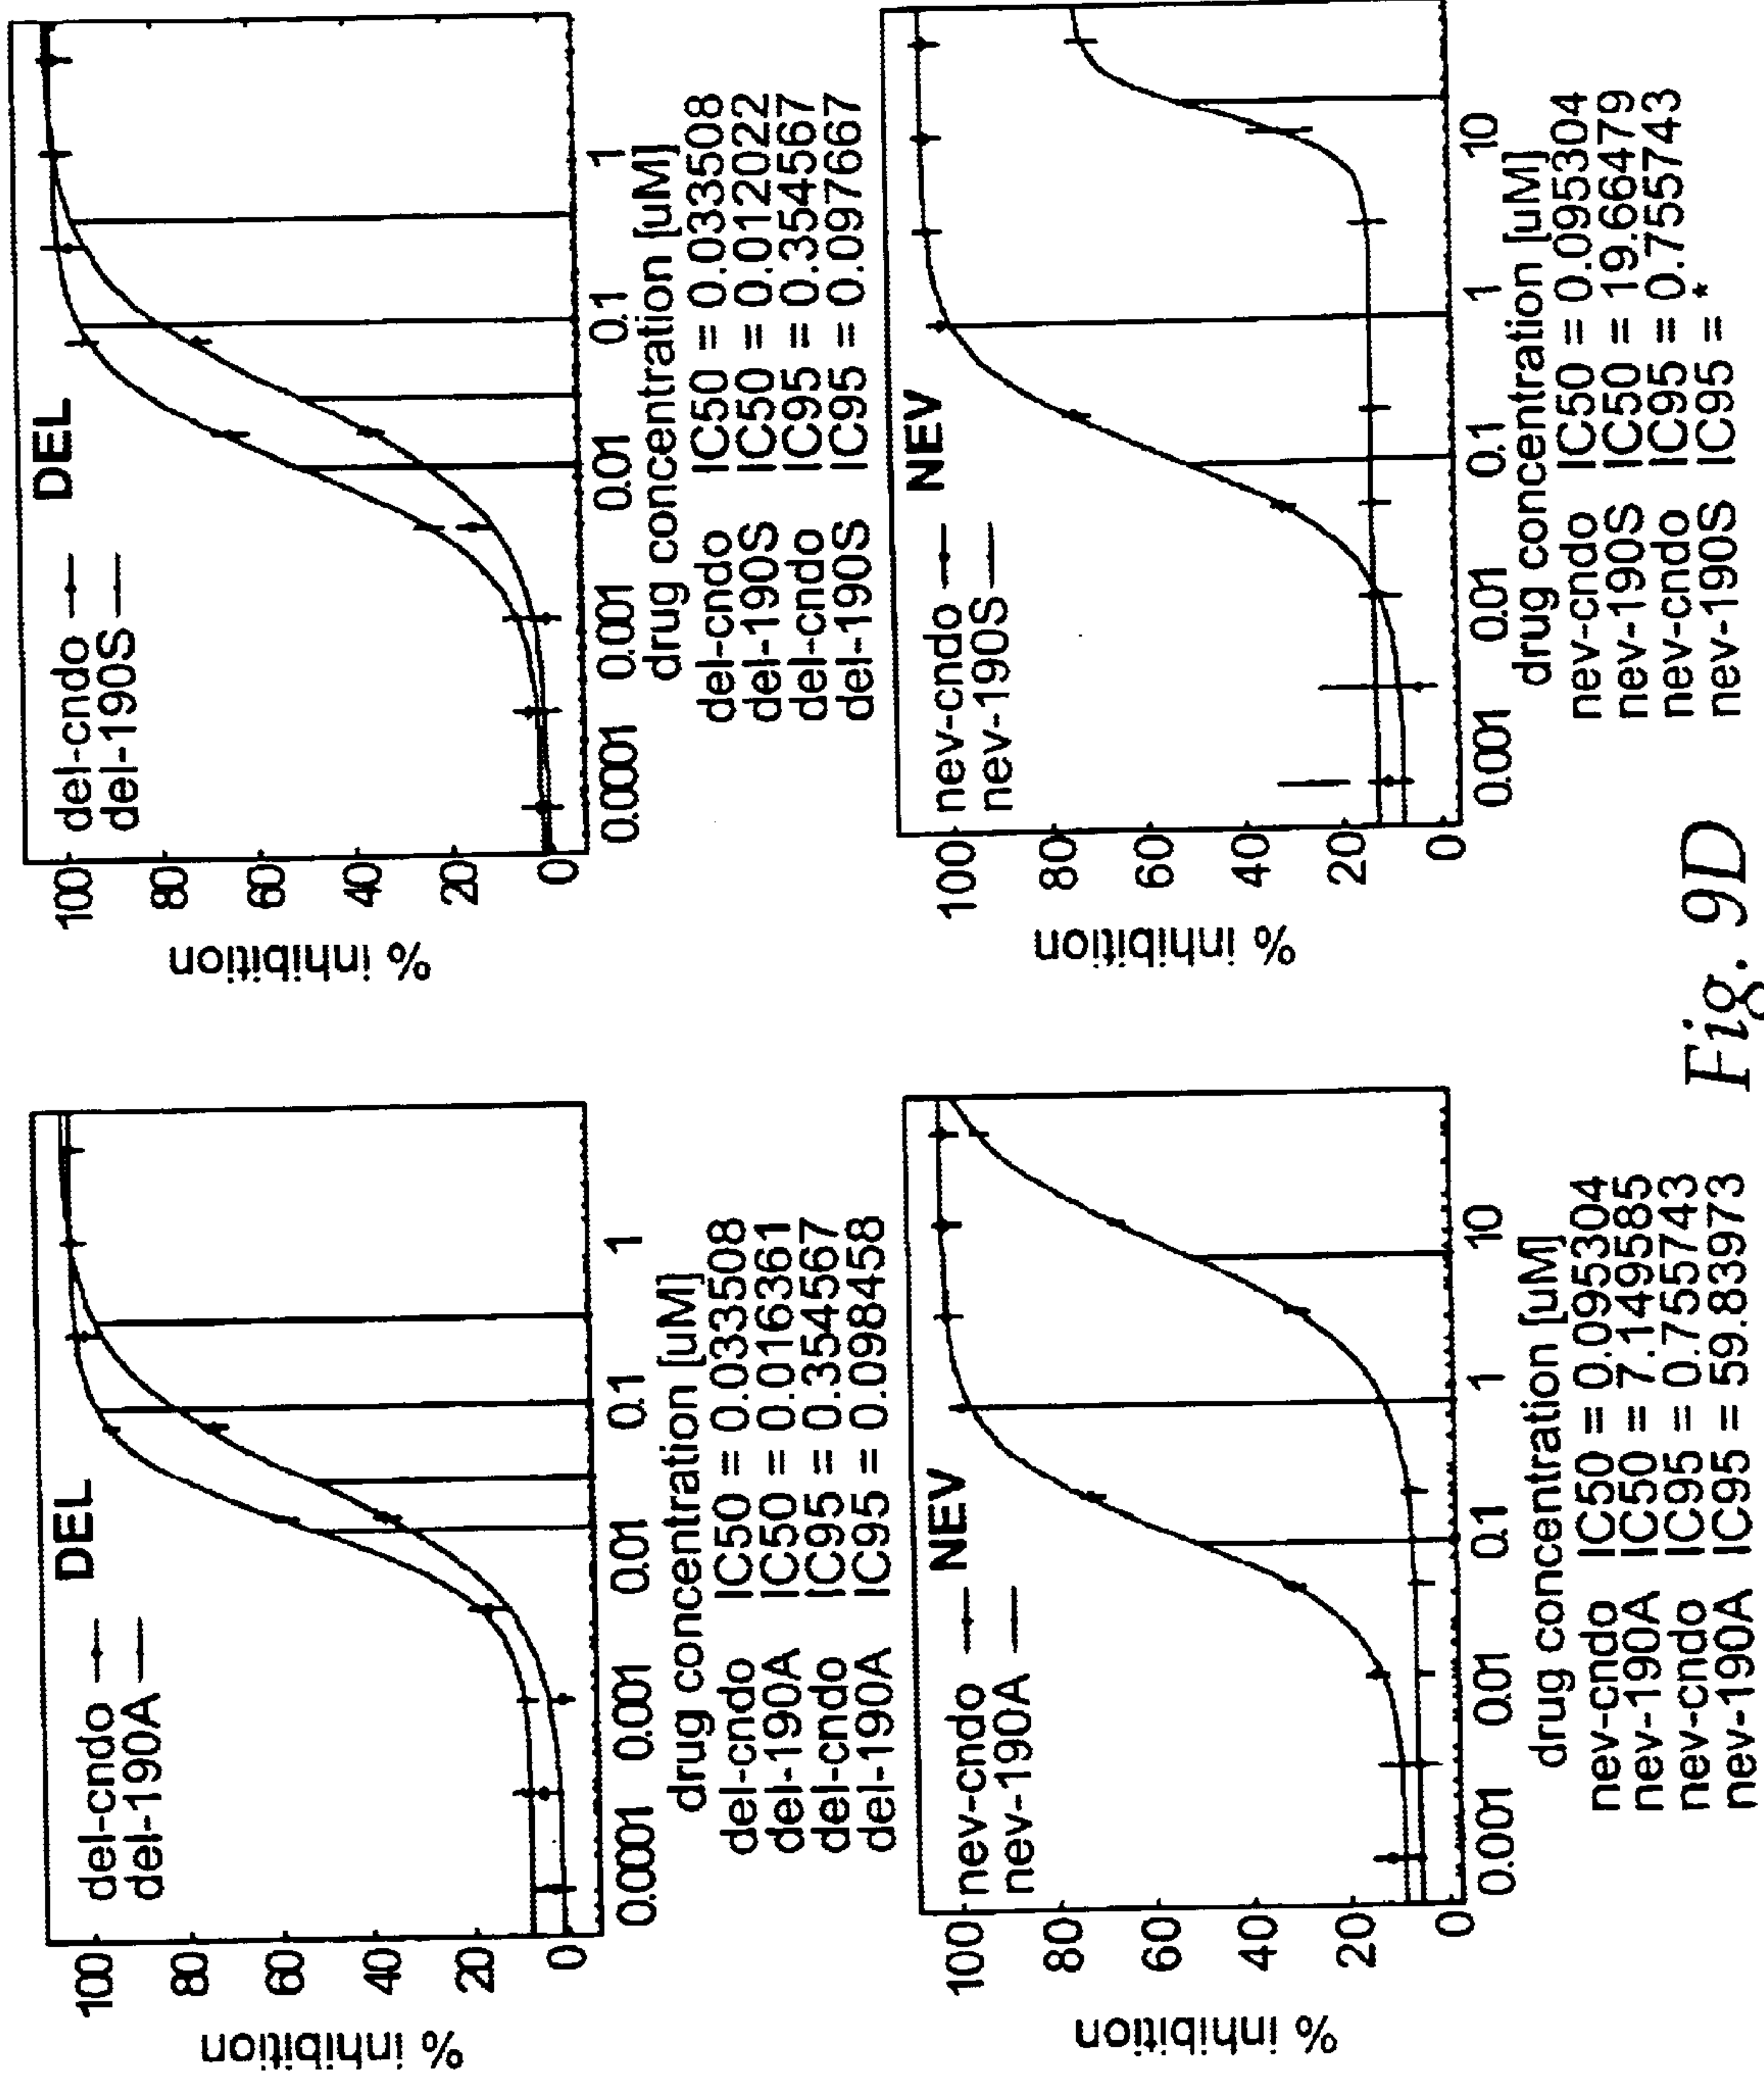 DEL
del-cndo
del-190A
100
80
60
40
20
0
% inhibition
0.0001 0.001 0.01 0.1 1
drug concentration [uM]
del-cndo IC50 = 0.033508
del-190A IC50 = 0.016361
del-cndo IC95 = 0.354567
del-190A IC95 = 0.098458
DEL
del-cndo
del-190S
100
80
60
40
20
0
% inhibition
0.0001 0.001 0.01 0.1 1
drug concentration [uM]
del-cndo IC50 = 0.033508
del-190S IC50 = 0.012022
del-cndo IC95 = 0.354567
del-190S IC95 = 0.097667
NEV
nev-cndo
nev-190A
100
80
60
40
20
0
% inhibition
0.001 0.01 0.1 1 10
drug concentration [uM]
nev-cndo IC50 = 0.095304
nev-190A IC50 = 7.149585
nev-cndo IC95 = 0.755743
nev-190A IC95 = 59.83973
NEV
nev-cndo
nev-190S
100
80
60
40
20
0
% inhibition
0.001 0.01 0.1 1 10
drug concentration [uM]
nev-cndo IC50 = 0.095304
nev-190S IC50 = 19.66479
nev-cndo IC95 = 0.755743
nev-190S IC95 = *
Fig. 9D